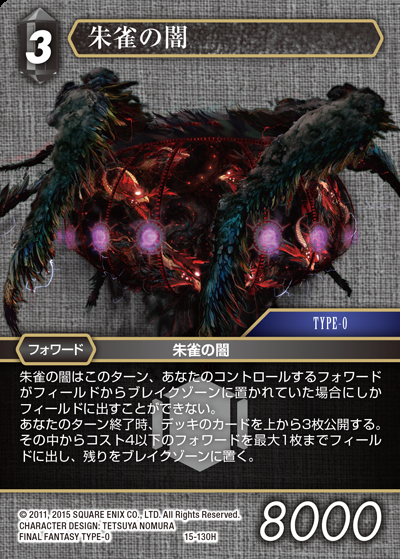 3
朱雀の闇
TYPE-0
フォワード
朱雀の闇
朱雀の闇はこのターン、あなたのコントロールするフォワード
がフィールドからブレイクゾーンに置かれていた場合にしか
フィールドに出すことができない。
あなたのターン終了時、デッキのカードを上から3枚公開する。
その中からコスト4以下のフォワードを最大1枚までフィール
ドに出し、残りをブレイクゾーンに置く。
© 2011, 2015 SQUARE ENIX CO., LTD. All Rights Reserved.
CHARACTER DESIGN: TETSUYA NOMURA
FINAL FANTASY TYPE-0
15-130H
8000